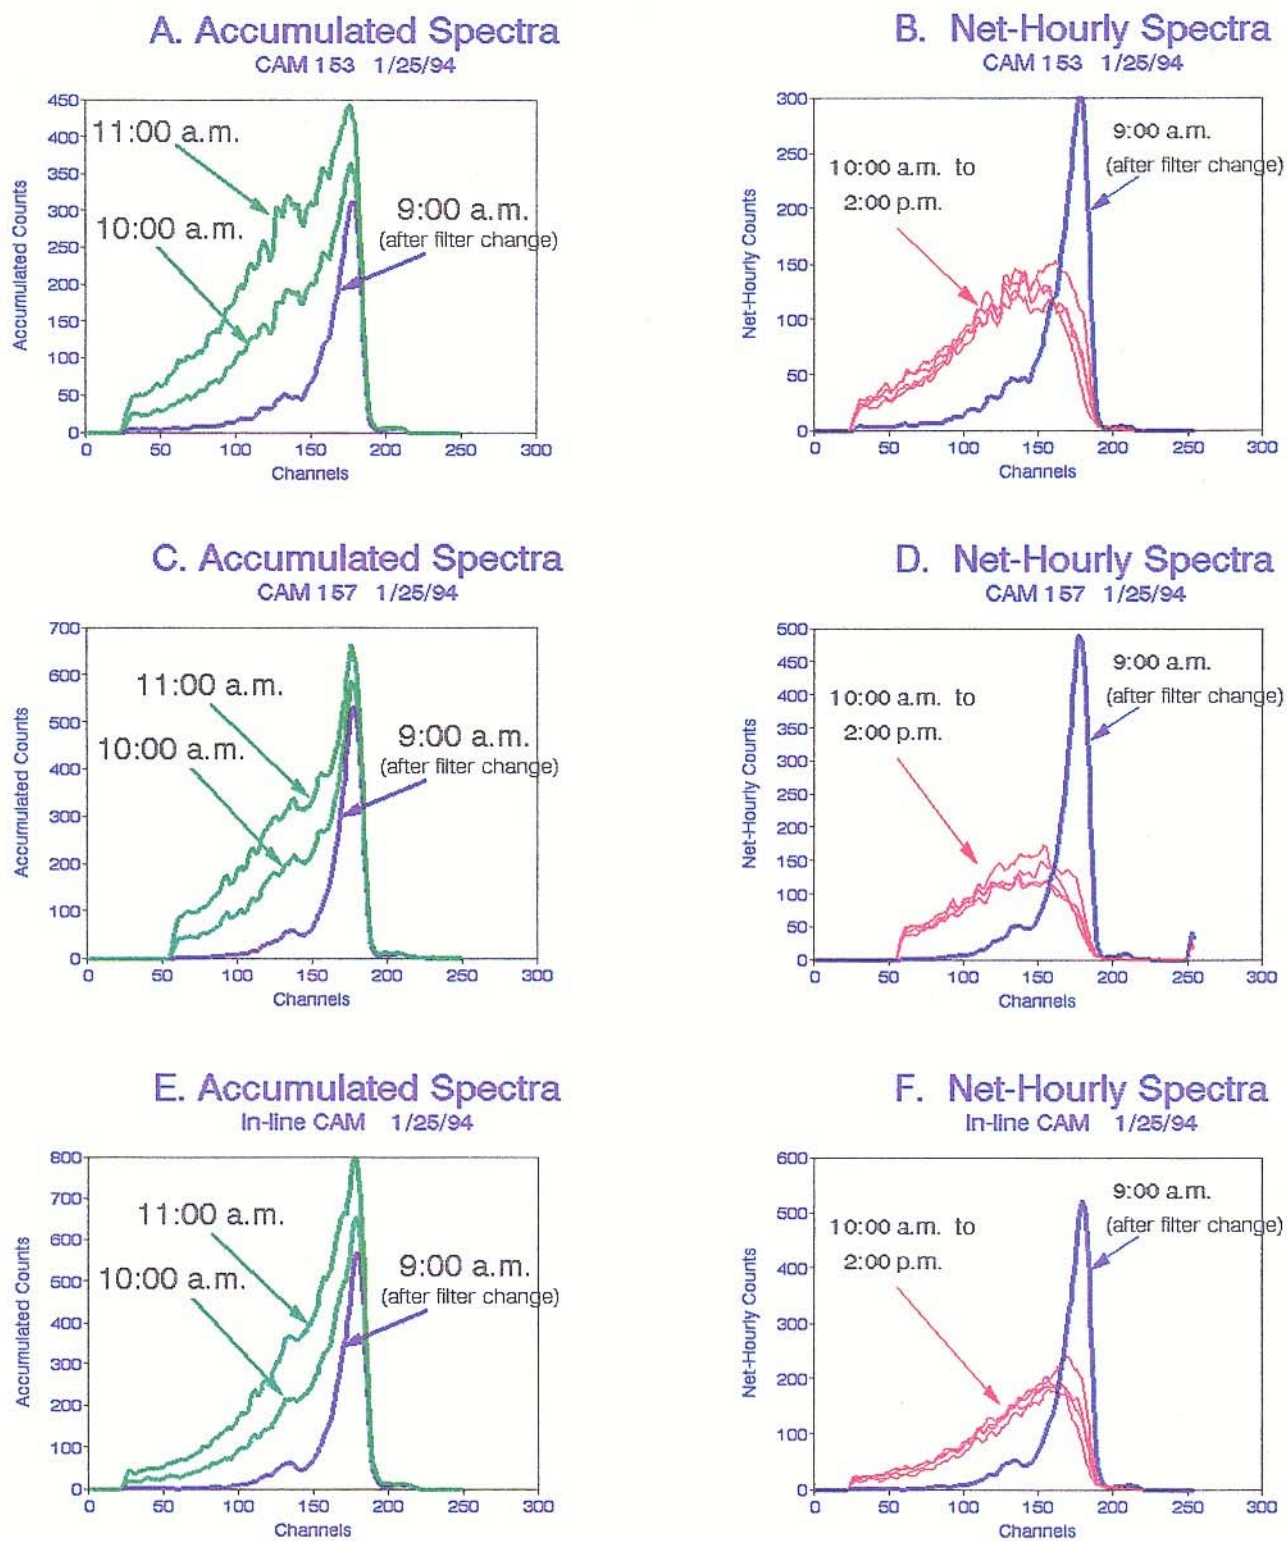 A. Accumulated Spectra
CAM 153 1/25/94
450
400
350
300
250
200
150
100
50
0
Accumulated Counts
11:00 a.m.
10:00 a.m.
9:00 a.m.
(after filter change)
0 50 100 150 200 250 300
Channels
B. Net-Hourly Spectra
CAM 153 1/25/94
300
250
200
150
100
50
0
Net-Hourly Counts
10:00 a.m. to
2:00 p.m.
9:00 a.m.
(after filter change)
0 50 100 150 200 250 300
Channels
C. Accumulated Spectra
CAM 157 1/25/94
700
600
500
400
300
200
100
0
Accumulated Counts
11:00 a.m.
10:00 a.m.
9:00 a.m.
(after filter change)
0 50 100 150 200 250 300
Channels
D. Net-Hourly Spectra
CAM 157 1/25/94
500
450
400
350
300
250
200
150
100
50
0
Net-Hourly Counts
10:00 a.m. to
2:00 p.m.
9:00 a.m.
(after filter change)
0 50 100 150 200 250 300
Channels
E. Accumulated Spectra
In-line CAM 1/25/94
800
700
600
500
400
300
200
100
0
Accumulated Counts
11:00 a.m.
10:00 a.m.
9:00 a.m.
(after filter change)
0 50 100 150 200 250 300
Channels
F. Net-Hourly Spectra
In-line CAM 1/25/94
600
500
400
300
200
100
0
Net-Hourly Counts
10:00 a.m. to
2:00 p.m.
9:00 a.m.
(after filter change)
0 50 100 150 200 250 300
Channels